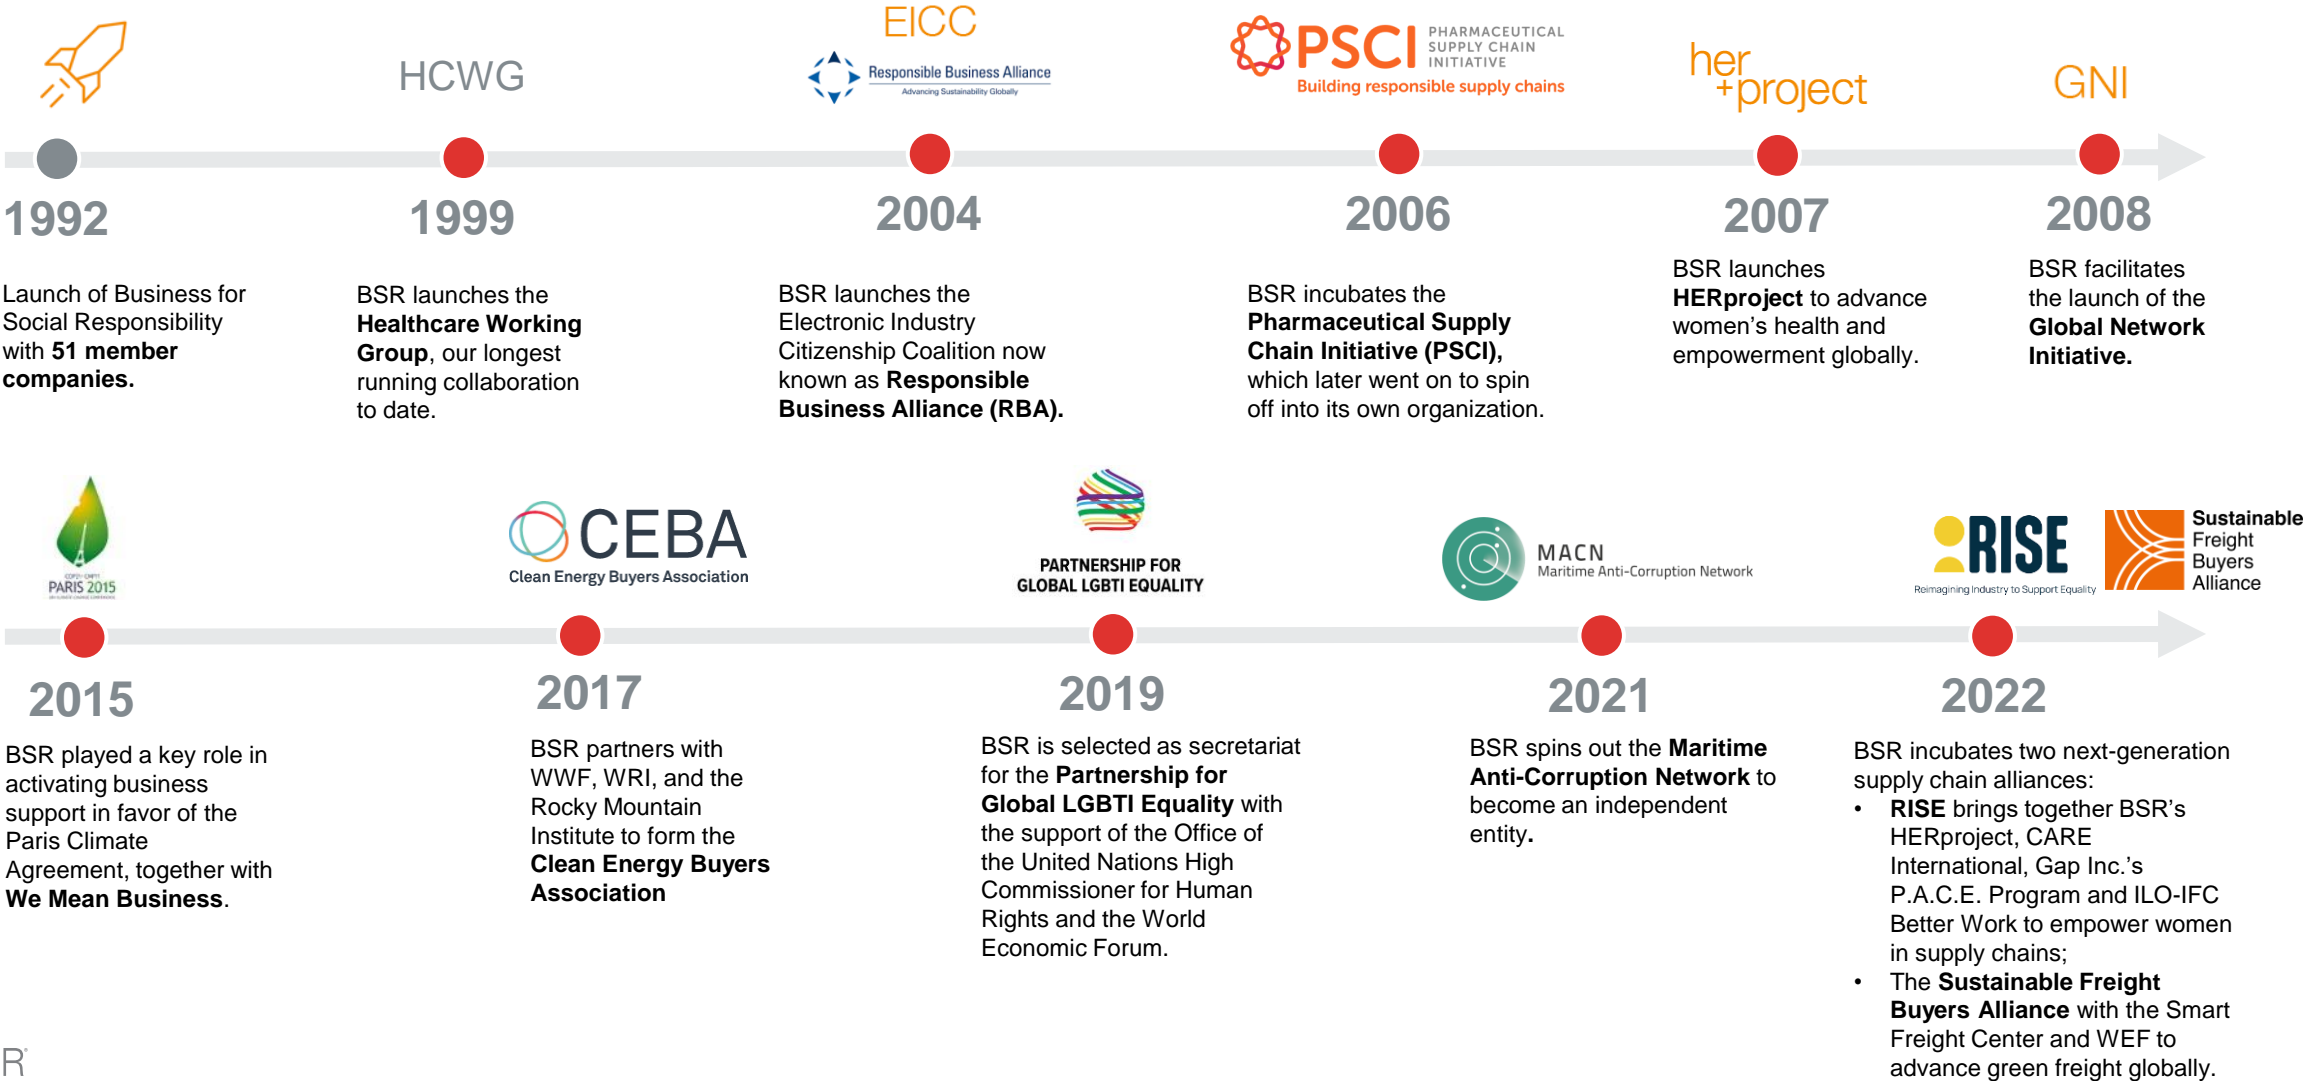 HCWG
EICC
Responsible Business Alliance
Advancing Sustainability Globally
PSCI
PHARMACEUTICAL
SUPPLY CHAIN
INITIATIVE
Building responsible supply chains
her
+project
GNI
1992
1999
2004
2006
2007
2008
Launch of Business for
Social Responsibility
with 51 member
companies.
BSR launches the
Healthcare Working
Group, our longest
running collaboration
to date.
BSR launches the
Electronic Industry
Citizenship Coalition now
known as Responsible
Business Alliance (RBA).
BSR incubates the
Pharmaceutical Supply
Chain Initiative (PSCI),
which later went on to spin
off into its own organization.
BSR launches
HERproject to advance
women’s health and
empowerment globally.
BSR facilitates
the launch of the
Global Network
Initiative.
PARIS 2015
CEBA
Clean Energy Buyers Association
PARTNERSHIP FOR
GLOBAL LGBTI EQUALITY
MACN
Maritime Anti-Corruption Network
RISE
Reimagining Industry to Support Equality
Sustainable
Freight
Buyers
Alliance
2015
2017
2019
2021
2022
BSR played a key role in
activating business
support in favor of the
Paris Climate
Agreement, together with
We Mean Business.
BSR partners with
WWF, WRI, and the
Rocky Mountain
Institute to form the
Clean Energy Buyers
Association
BSR is selected as secretariat
for the Partnership for
Global LGBTI Equality with
the support of the Office of
the United Nations High
Commissioner for Human
Rights and the World
Economic Forum.
BSR spins out the Maritime
Anti-Corruption Network to
become an independent
entity.
BSR incubates two next-generation
supply chain alliances:
• RISE brings together BSR’s
HERproject, CARE
International, Gap Inc.’s
P.A.C.E. Program and ILO-IFC
Better Work to empower women
in supply chains;
• The Sustainable Freight
Buyers Alliance with the Smart
Freight Center and WEF to
advance green freight globally.
R